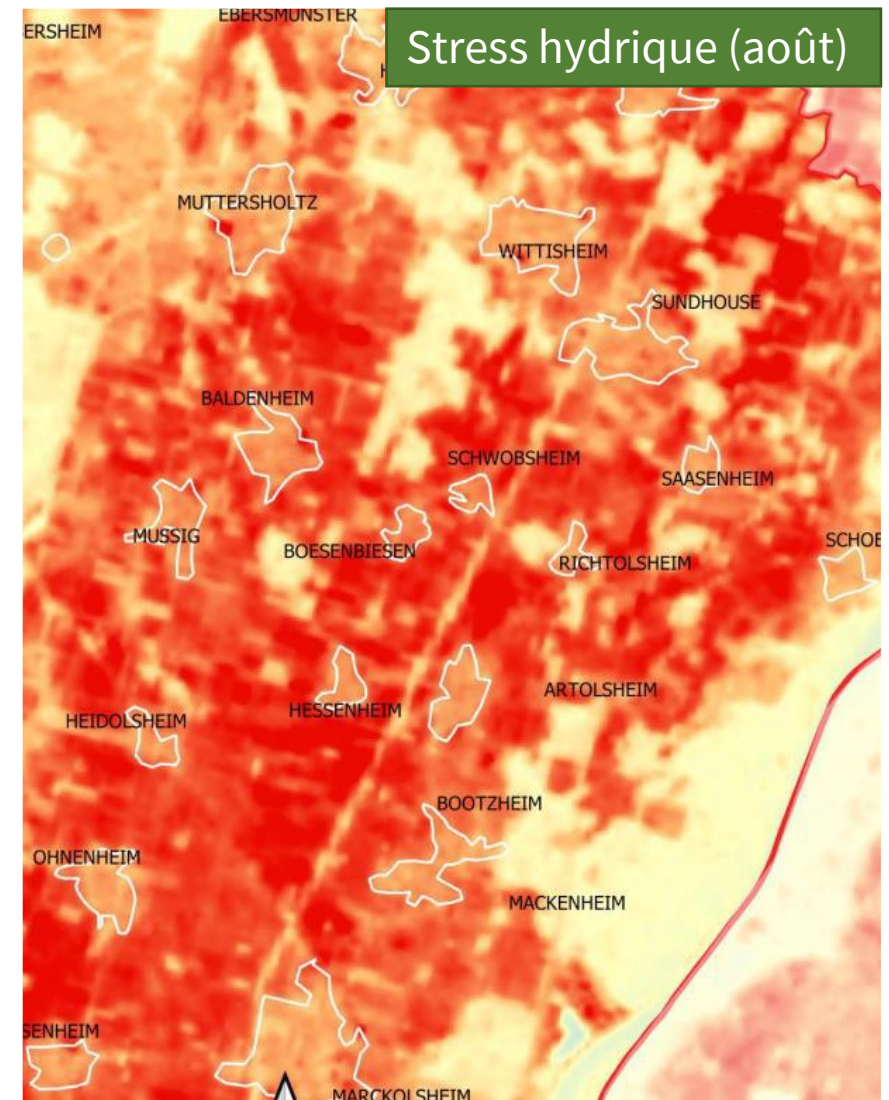 EBERSMUNSTER
ERSHEIM
Stress hydrique (août)
H
MUTTERSHOLTZ
WITTISHEIM
SUNDHOUSE
BALDENHEIM
SCHWOBSHEIM
SAASENHEIM
MUSSIG
BOESENBIESEN
RICHTOLSHEIM
SCHOE
ARTOLSHEIM
HESSENHEIM
HEIDOLSHEIM
BOOTZHEIM
OHNENHEIM
MACKENHEIM
SENHEIM
MARCKOLSHEIM